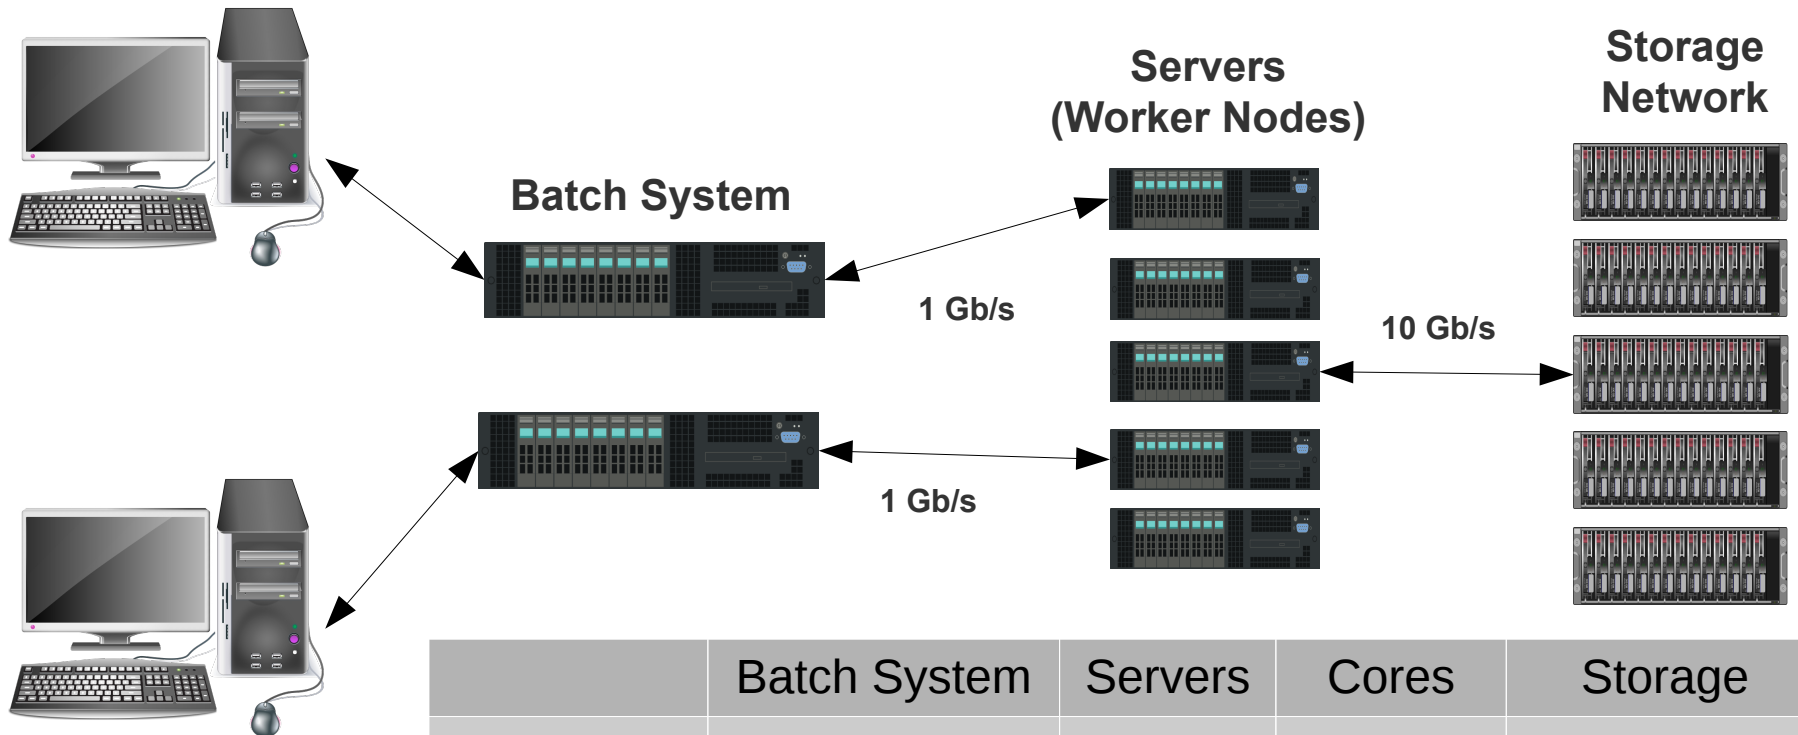 Storage
Network
Servers
(Worker Nodes)
Batch System
1 Gb/s
10 Gb/s
1 Gb/s
Batch System Servers Cores Storage